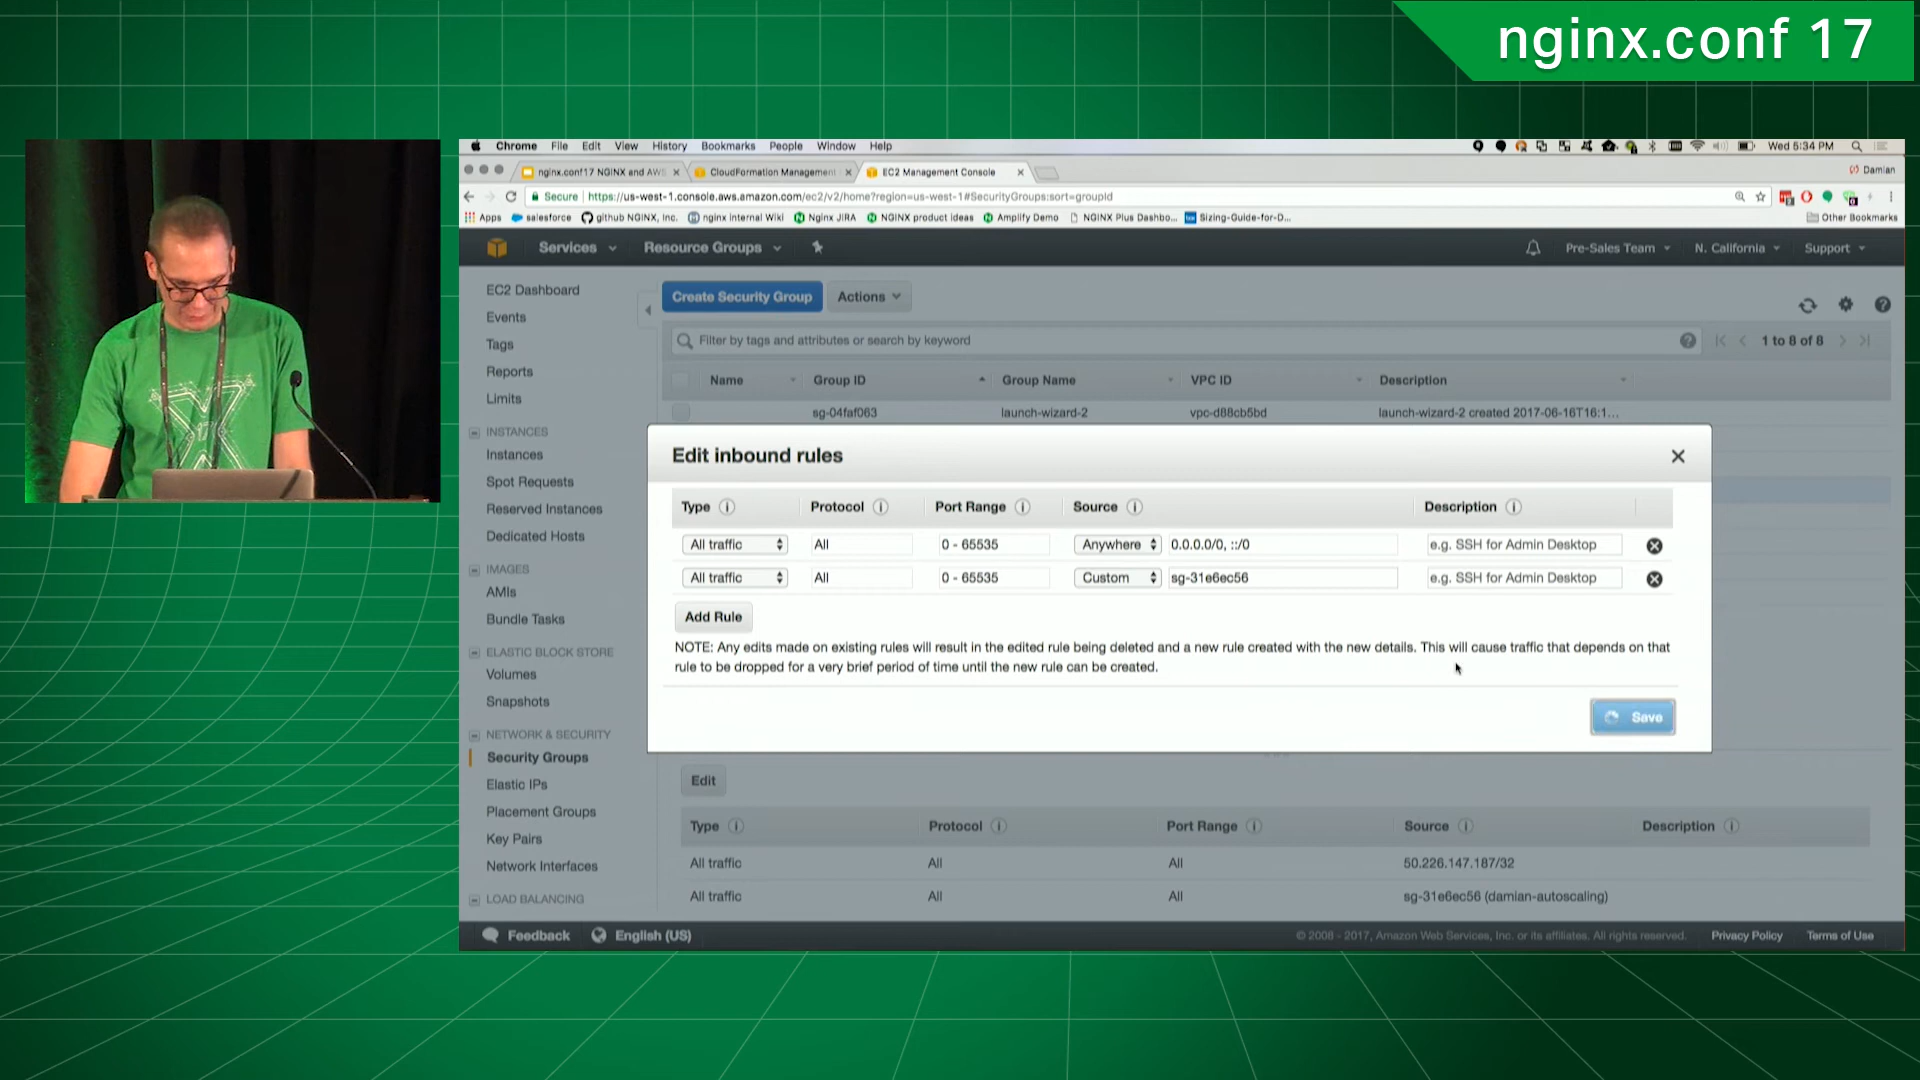 nginx.conf 17
Chrome File Edit View History Bookmarks People Window Help
Wed 5:34 PM
nginx.conf17 NGINX and AWS
CloudFormation Management
EC2 Management Console
Damian
Secure https://us-west-1.console.aws.amazon.com/ec2/v2/home?region=us-west-1#SecurityGroups:sort=groupId
Apps salesforce github NGINX, Inc. nginx Internal Wiki Nginx JIRA NGINX product ideas Amplify Demo NGINX Plus Dashbo... Sizing-Guide-for-D... Other Bookmarks
Services Resource Groups Pre-Sales Team N. California Support
EC2 Dashboard
Events
Tags
Reports
Limits
INSTANCES
Instances
Spot Requests
Reserved Instances
Dedicated Hosts
IMAGES
AMIs
Bundle Tasks
ELASTIC BLOCK STORE
Volumes
Snapshots
NETWORK & SECURITY
Security Groups
Elastic IPs
Placement Groups
Key Pairs
Network Interfaces
LOAD BALANCING
Create Security Group Actions
Filter by tags and attributes or search by keyword
1 to 8 of 8
Name Group ID Group Name VPC ID Description
sg-04faf063 launch-wizard-2 vpc-d88cb5bd launch-wizard-2 created 2017-06-16T16:1...
Edit inbound rules
Type Protocol Port Range Source Description
All traffic All 0 - 65535 Anywhere 0.0.0.0/0, ::/0 e.g. SSH for Admin Desktop
All traffic All 0 - 65535 Custom sg-31e6ec56 e.g. SSH for Admin Desktop
Add Rule
NOTE: Any edits made on existing rules will result in the edited rule being deleted and a new rule created with the new details. This will cause traffic that depends on that
rule to be dropped for a very brief period of time until the new rule can be created.
Save
Edit
Type Protocol Port Range Source Description
All traffic All All 50.226.147.187/32
All traffic All All sg-31e6ec56 (damian-autoscaling)
Feedback English (US)
© 2008 - 2017, Amazon Web Services, Inc. or its affiliates. All rights reserved. Privacy Policy Terms of Use